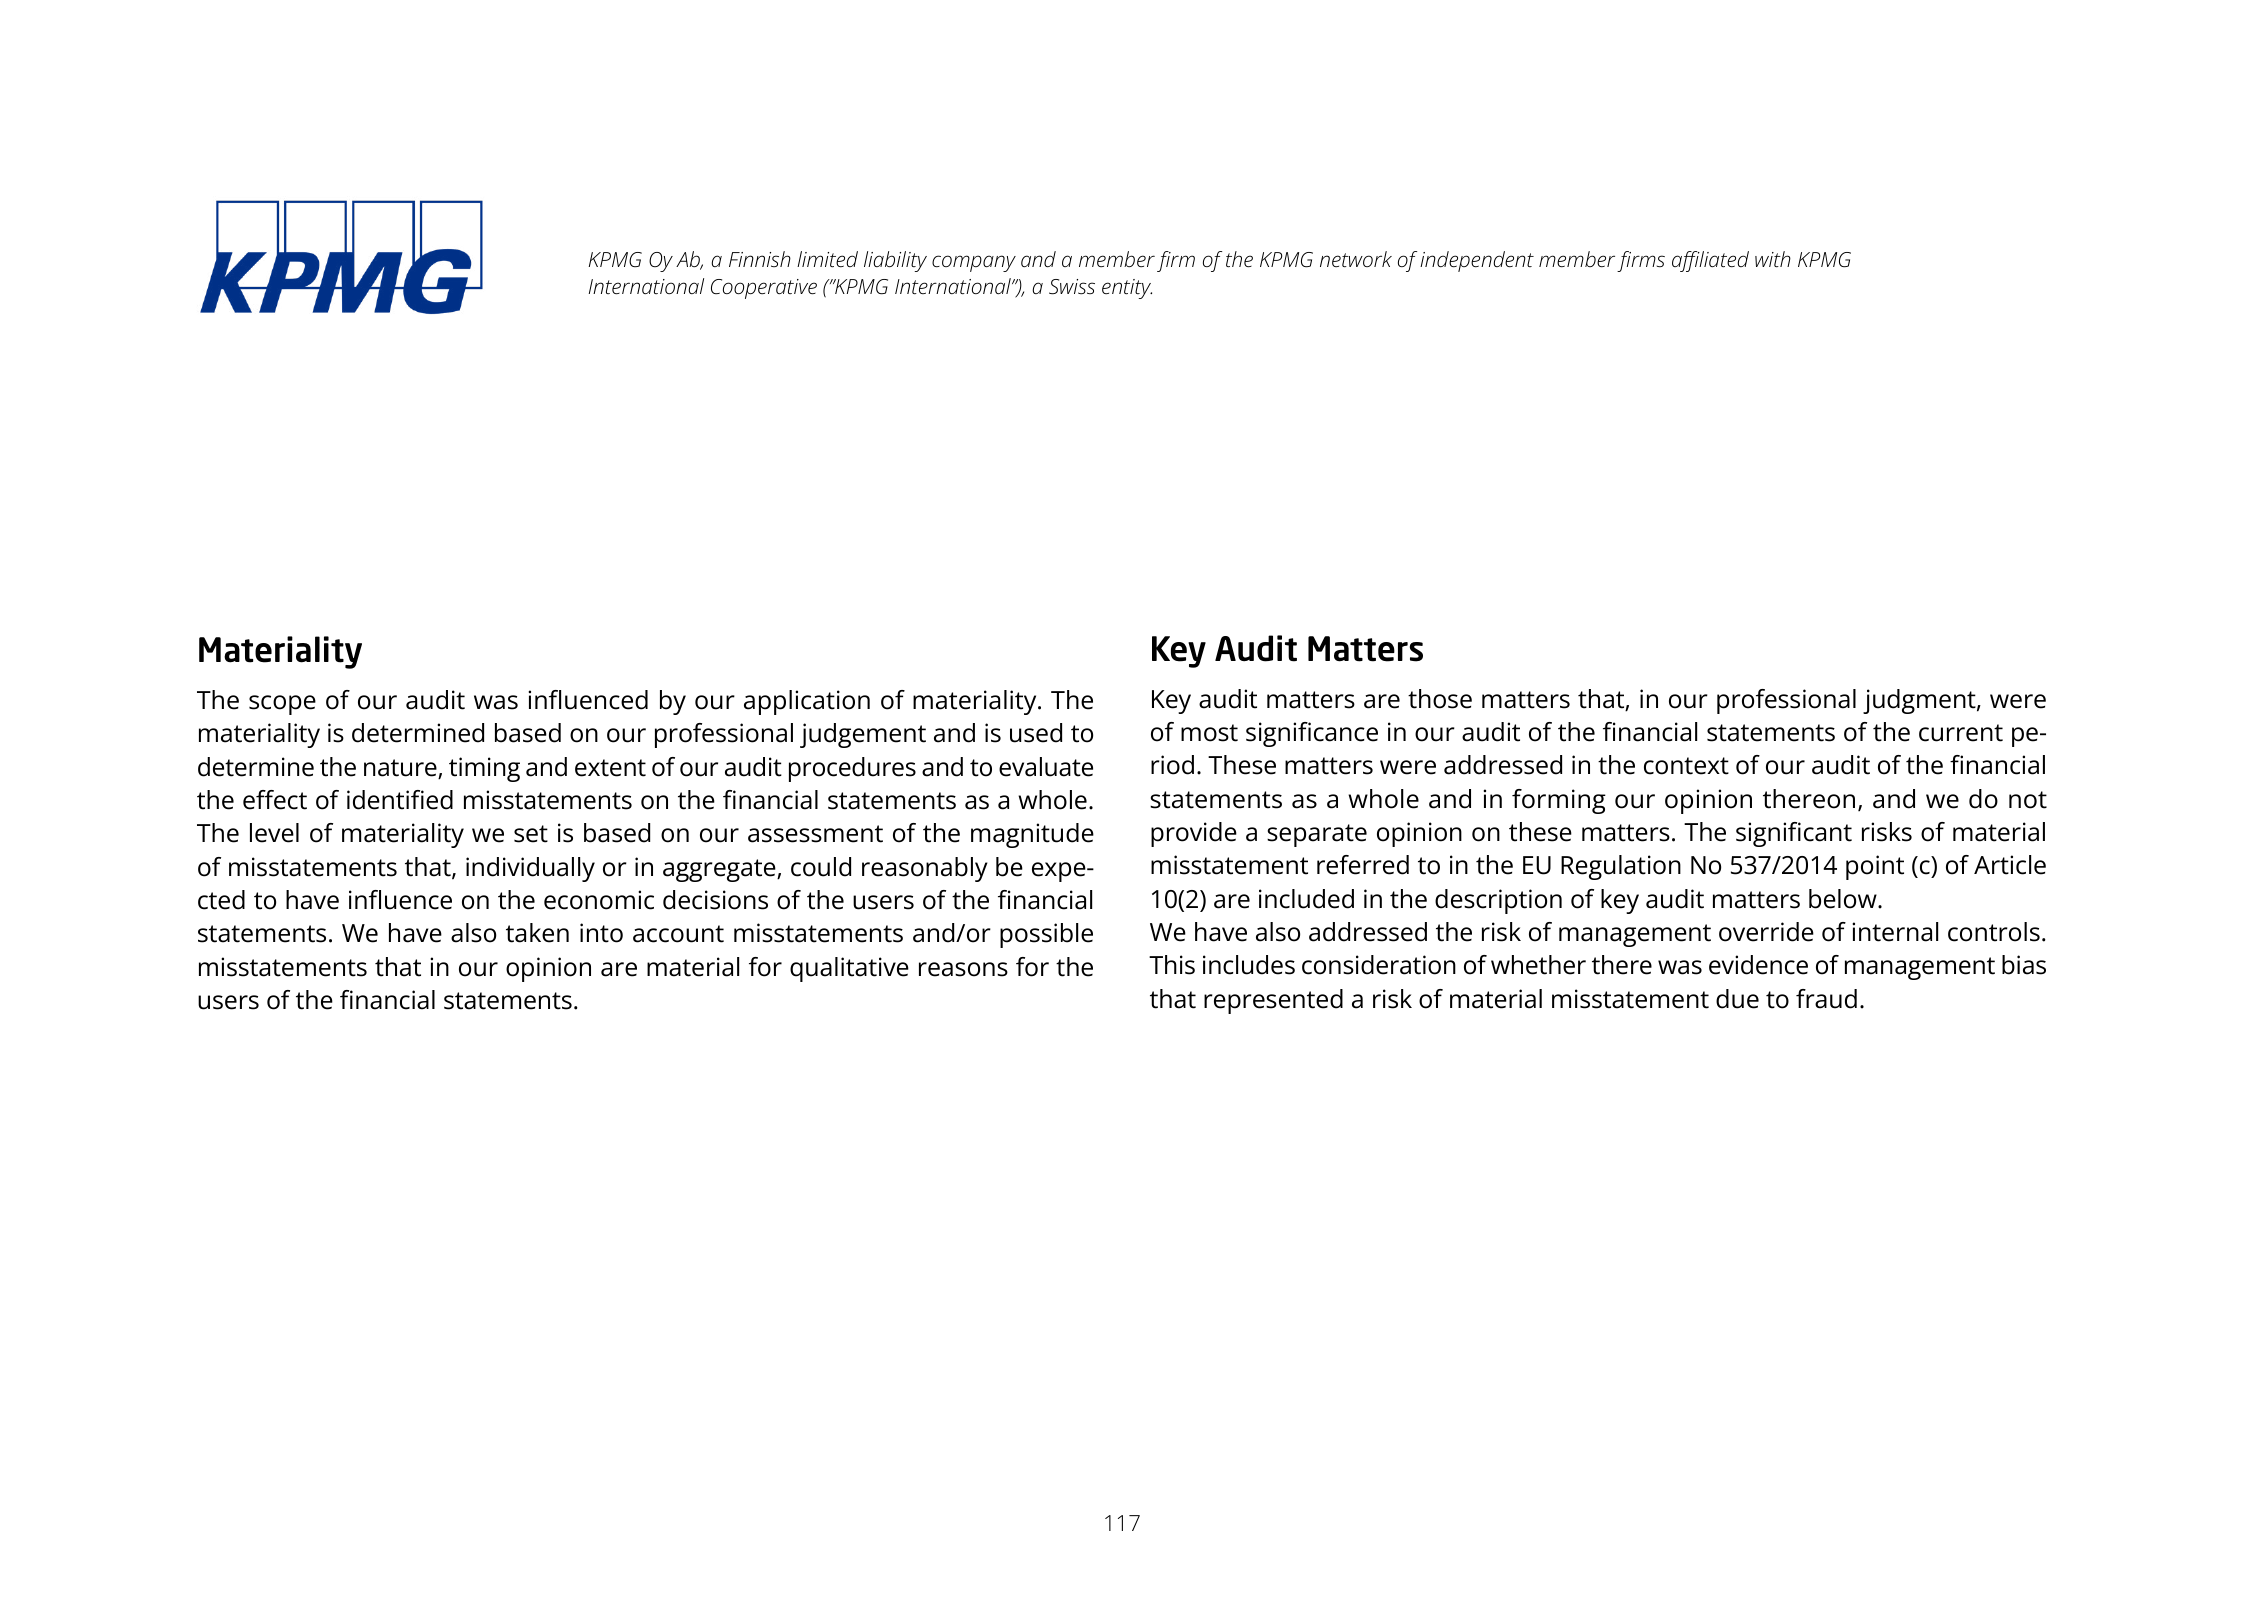 KPMG
KPMG Oy Ab, a Finnish limited liability company and a member firm of the KPMG network of independent member firms affiliated with KPMG
International Cooperative (”KPMG International”), a Swiss entity.
Materiality
The scope of our audit was influenced by our application of materiality. The
materiality is determined based on our professional judgement and is used to
determine the nature, timing and extent of our audit procedures and to evaluate
the effect of identified misstatements on the financial statements as a whole.
The level of materiality we set is based on our assessment of the magnitude
of misstatements that, individually or in aggregate, could reasonably be expe-
cted to have influence on the economic decisions of the users of the financial
statements. We have also taken into account misstatements and/or possible
misstatements that in our opinion are material for qualitative reasons for the
users of the financial statements.
Key Audit Matters
Key audit matters are those matters that, in our professional judgment, were
of most significance in our audit of the financial statements of the current pe-
riod. These matters were addressed in the context of our audit of the financial
statements as a whole and in forming our opinion thereon, and we do not
provide a separate opinion on these matters. The significant risks of material
misstatement referred to in the EU Regulation No 537/2014 point (c) of Article
10(2) are included in the description of key audit matters below.
We have also addressed the risk of management override of internal controls.
This includes consideration of whether there was evidence of management bias
that represented a risk of material misstatement due to fraud.
117